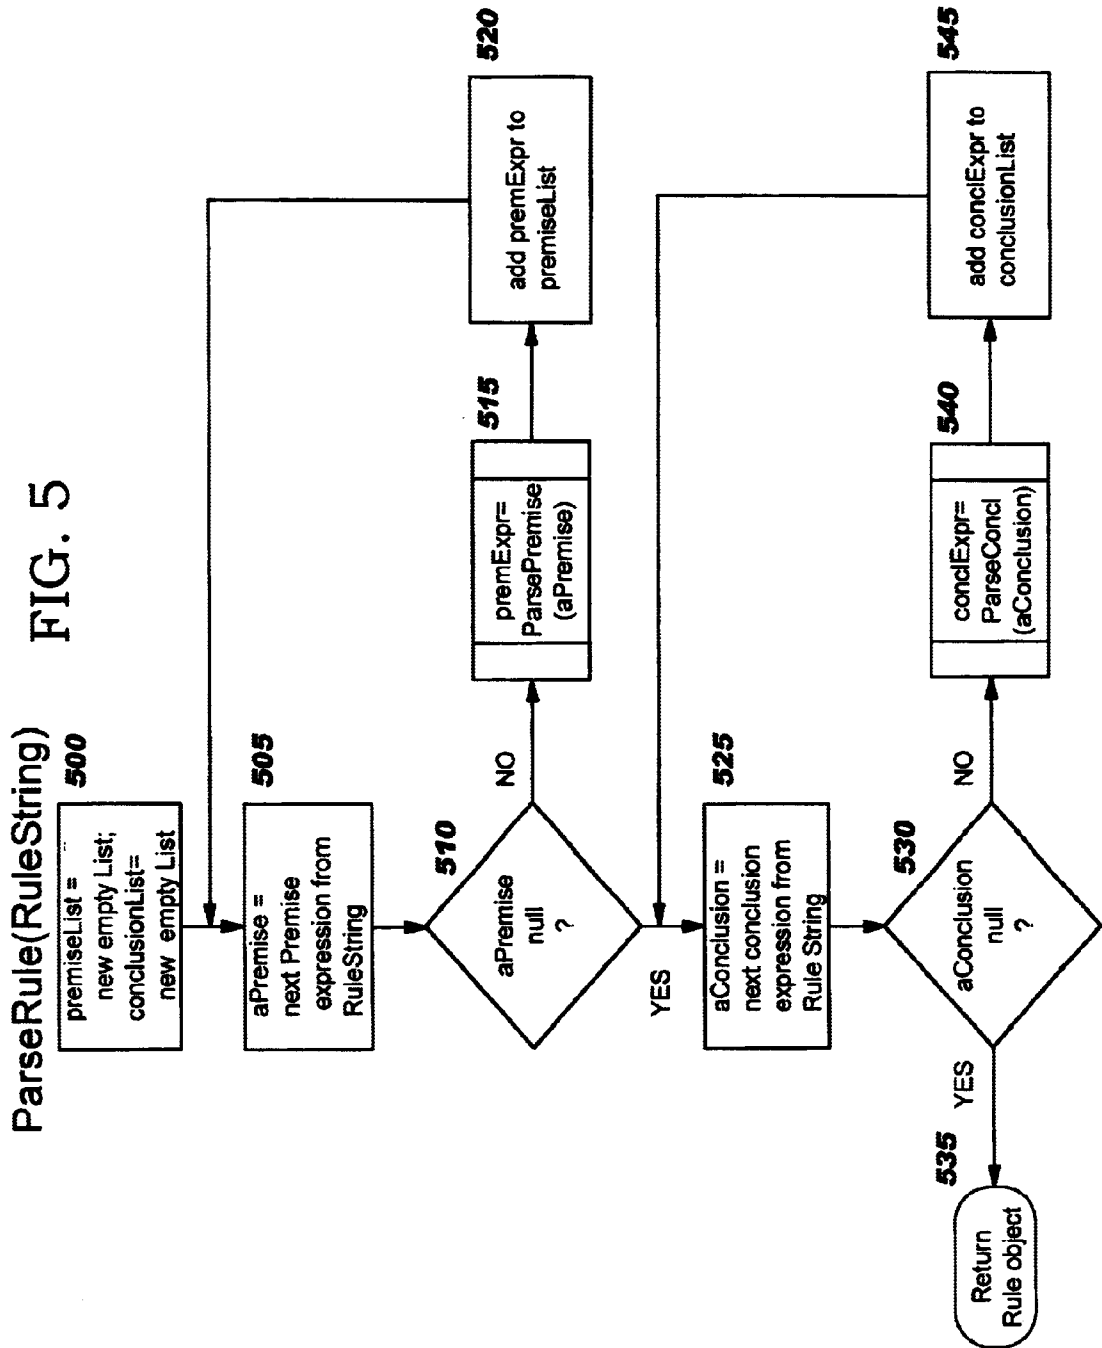 ParseRule(RuleString)
FIG. 5
500
premiseList =
new empty List;
conclusionList=
new empty List
505
aPremise =
next Premise
expression from
RuleString
510
aPremise
null
?
NO
515
premExpr=
ParsePremise
(aPremise)
520
add premExpr to
premiseList
YES
525
aConclusion =
next conclusion
expression from
Rule String
530
aConclusion
null
?
NO
540
conclExpr=
ParseConcl
(aConclusion)
545
add conclExpr to
conclusionList
YES
535
Return
Rule object